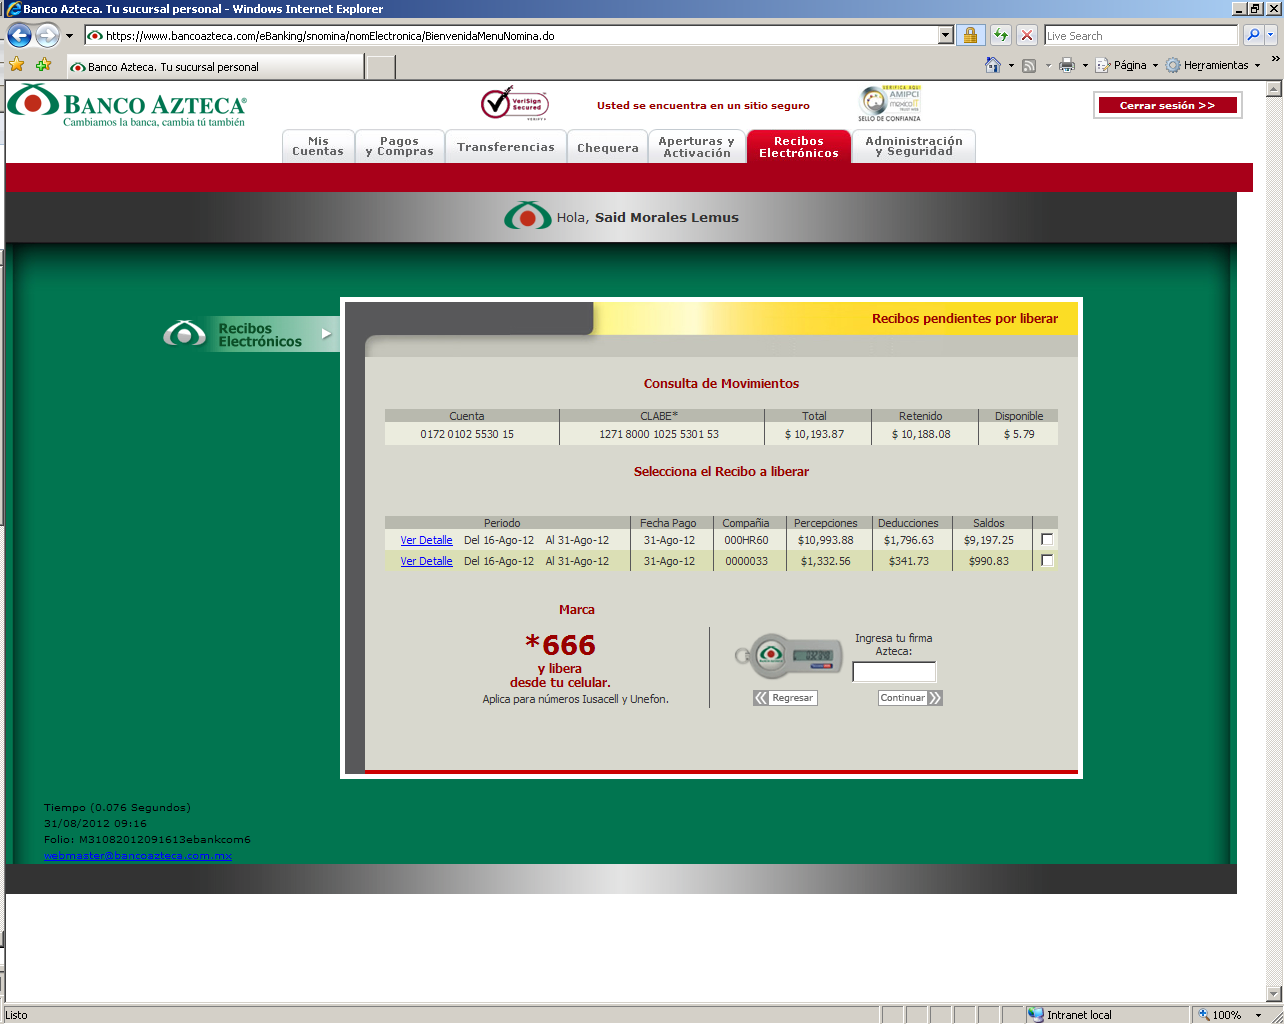 Banco Azteca. Tu sucursal personal - Windows Internet Explorer
https://www.bancoazteca.com/eBanking/snomina/nomElectronica/BienvenidaMenuNomina.do
Live Search
Banco Azteca. Tu sucursal personal
Página
Herramientas
BANCO AZTECA®
Cambiamos la banca, cambia tú también
VeriSign
Secured
VERIFY
Usted se encuentra en un sitio seguro
VERIFICA AQUI
AMIPCI
SELLO DE CONFIANZA
Cerrar sesión >>
Mis Cuentas
Pagos y Compras
Transferencias
Chequera
Aperturas y Activación
Recibos Electrónicos
Administración y Seguridad
Hola, Said Morales Lemus
Recibos Electrónicos
Recibos pendientes por liberar
Consulta de Movimientos
Cuenta CLABE* Total Retenido Disponible
0172 0102 5530 15 1271 8000 1025 5301 53 $ 10,193.87 $ 10,188.08 $ 5.79
Selecciona el Recibo a liberar
Periodo Fecha Pago Compañia Percepciones Deducciones Saldos
Ver Detalle Del 16-Ago-12 Al 31-Ago-12 31-Ago-12 000HR60 $10,993.88 $1,796.63 $9,197.25
Ver Detalle Del 16-Ago-12 Al 31-Ago-12 31-Ago-12 0000033 $1,332.56 $341.73 $990.83
Marca
*666
y libera
desde tu celular.
Aplica para números Iusacell y Unefon.
Ingresa tu firma
Azteca:
Regresar
Continuar
Tiempo (0.076 Segundos)
31/08/2012 09:16
Folio: M31082012091613ebankcom6
webmaster@bancoazteca.com.mx
Listo
Intranet local
100%